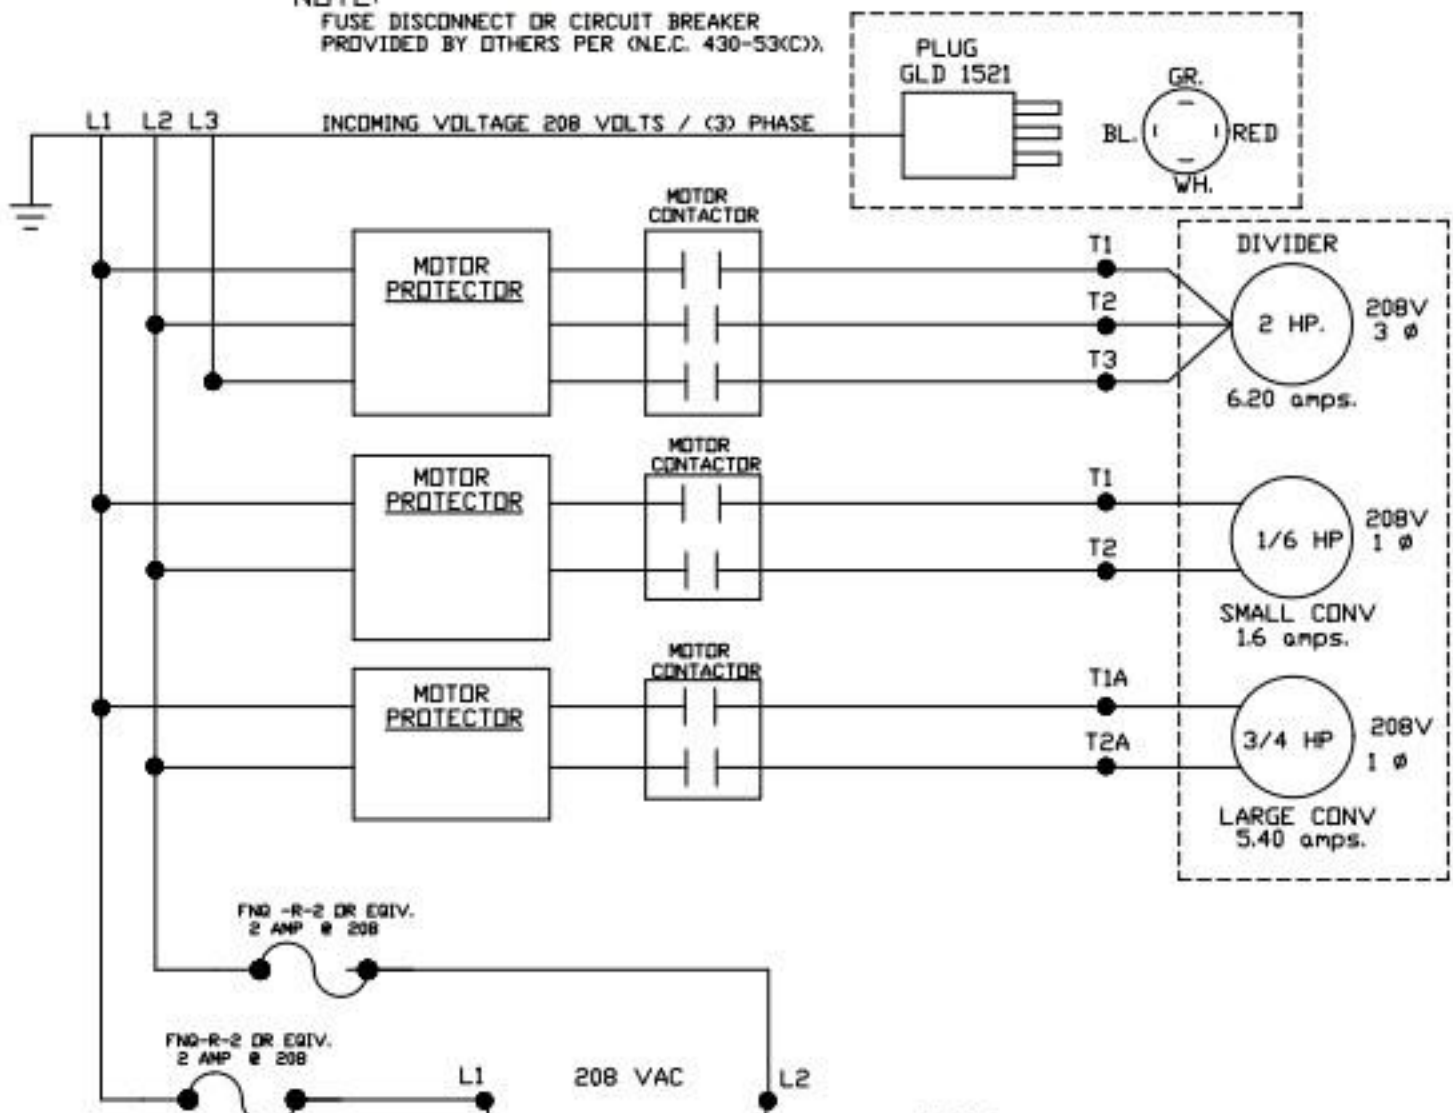 NOTE:
FUSE DISCONNECT OR CIRCUIT BREAKER
PROVIDED BY OTHERS PER (N.E.C. 430-53(C)).
PLUG
GLD 1521
GR.
BL.
RED
WH.
L1 L2 L3
INCOMING VOLTAGE 208 VOLTS / (3) PHASE
MOTOR
CONTACTOR
MOTOR
PROTECTOR
T1
T2
T3
DIVIDER
2 HP.
208V
3 Ø
6.20 amps.
MOTOR
CONTACTOR
MOTOR
PROTECTOR
T1
T2
1/6 HP
208V
1 Ø
SMALL CONV
1.6 amps.
MOTOR
CONTACTOR
MOTOR
PROTECTOR
T1A
T2A
3/4 HP
208V
1 Ø
LARGE CONV
5.40 amps.
FNQ -R-2 OR EQIV.
2 AMP @ 208
FNQ-R-2 OR EQIV.
2 AMP @ 208
L1
208 VAC
L2